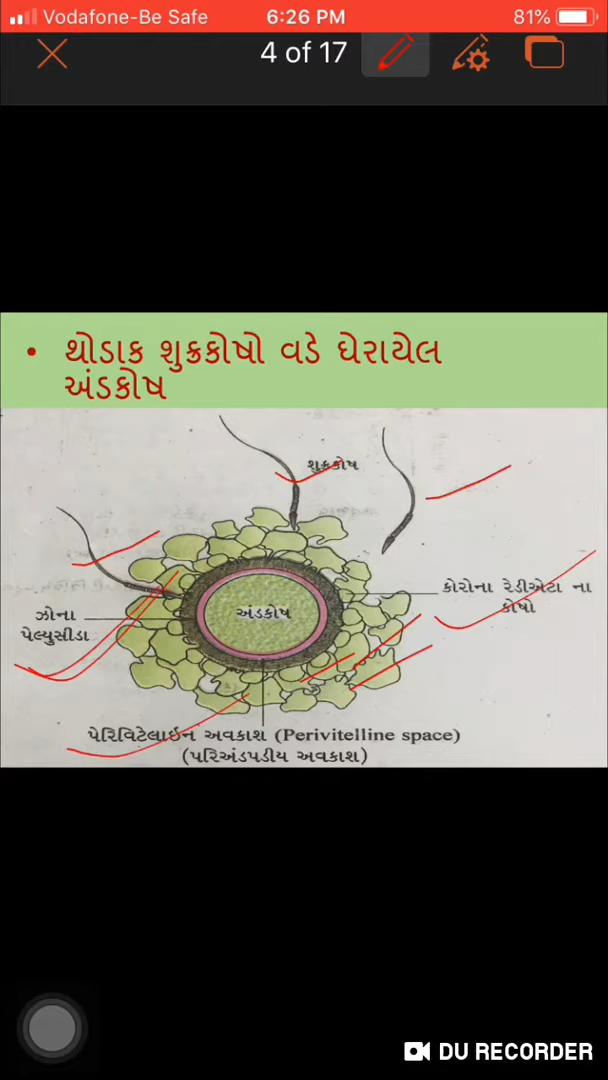 Vodafone-Be Safe 6:26 PM 81%
4 of 17
• થોડાક શુક્રકોષો વડે ઘેરાયેલ
અંડકોષ
શુક્રકોષ
કોરોના રેડીએટા ના
કોષો
ઝોના
પેલ્યુસીડા
અંડકોષ
પેરિવિટેલાઈન અવકાશ (Perivitelline space)
(પરિઅંડપડીય અવકાશ)
DU RECORDER